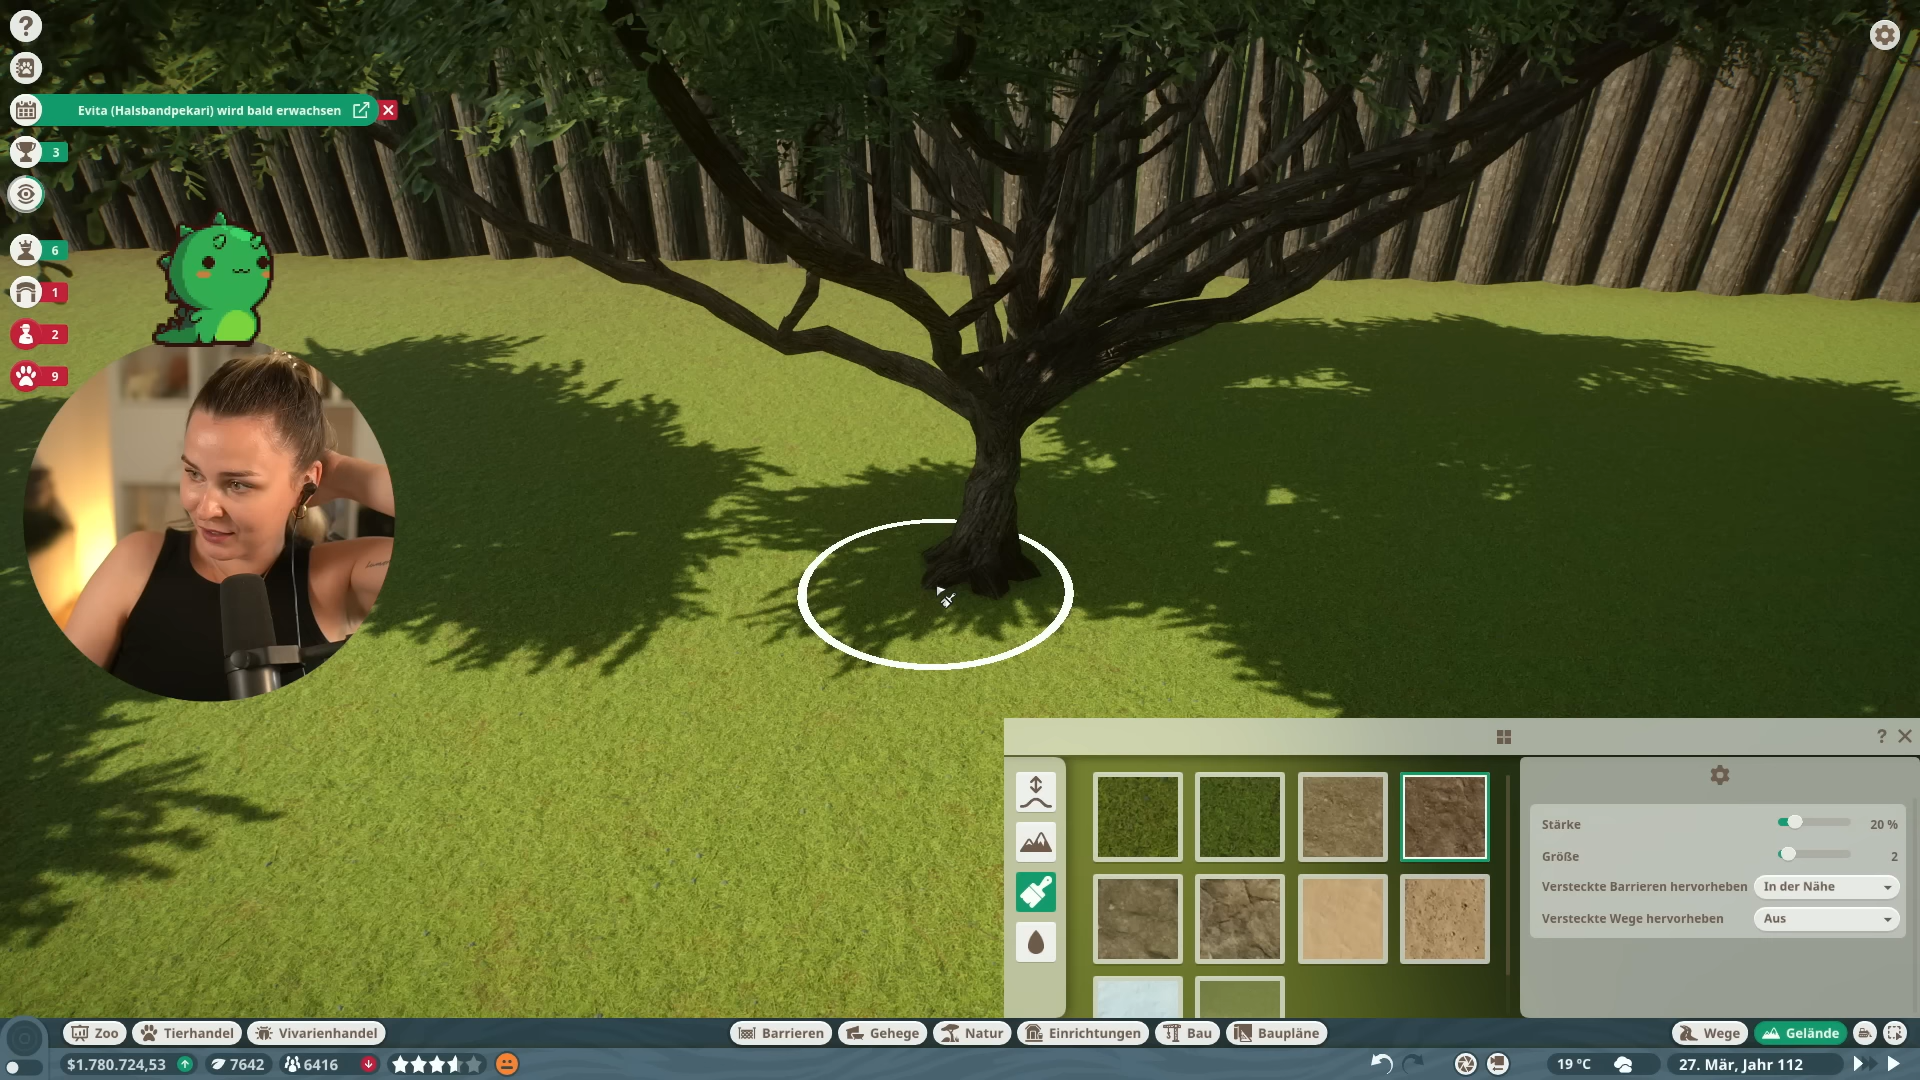 ?
Evita (Halsbandpekari) wird bald erwachsen
3
6
1
2
9
?
Stärke
20 %
Größe
2
Versteckte Barrieren hervorheben
In der Nähe
Versteckte Wege hervorheben
Aus
Zoo
Tierhandel
Vivarienhandel
Barrieren
Gehege
Natur
Einrichtungen
Bau
Baupläne
Wege
Gelände
$1.780.724,53
7642
6416
19 °C
27. Mär, Jahr 112